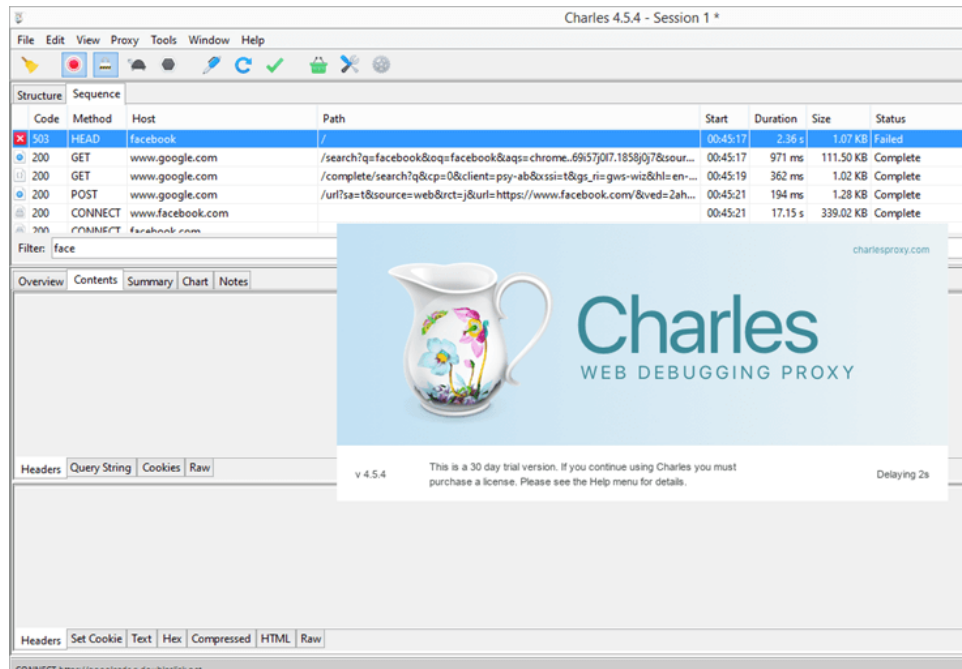 Charles 4.5.4 - Session 1 *
File Edit View Proxy Tools Window Help
Structure Sequence
Code Method Host Path Start Duration Size Status
503 HEAD facebook / 00:45:17 2.36 s 1.07 KB Failed
200 GET www.google.com /search?q=facebook&oq=facebook&aqs=chrome..69i57j0l7.1858j0j7&sour... 00:45:17 971 ms 111.50 KB Complete
200 GET www.google.com /complete/search?q&cp=0&client=psy-ab&xssi=t&gs_ri=gws-wiz&hl=en-... 00:45:19 362 ms 1.02 KB Complete
200 POST www.google.com /url?sa=t&source=web&rct=j&url=https://www.facebook.com/&ved=2ah... 00:45:21 194 ms 1.28 KB Complete
200 CONNECT www.facebook.com 00:45:21 17.15 s 339.02 KB Complete
200 CONNECT facebook.com
Filter: face
charlesproxy.com
Overview Contents Summary Chart Notes
Charles
WEB DEBUGGING PROXY
Headers Query String Cookies Raw
v 4.5.4
This is a 30 day trial version. If you continue using Charles you must
purchase a license. Please see the Help menu for details.
Delaying 2s
Headers Set Cookie Text Hex Compressed HTML Raw